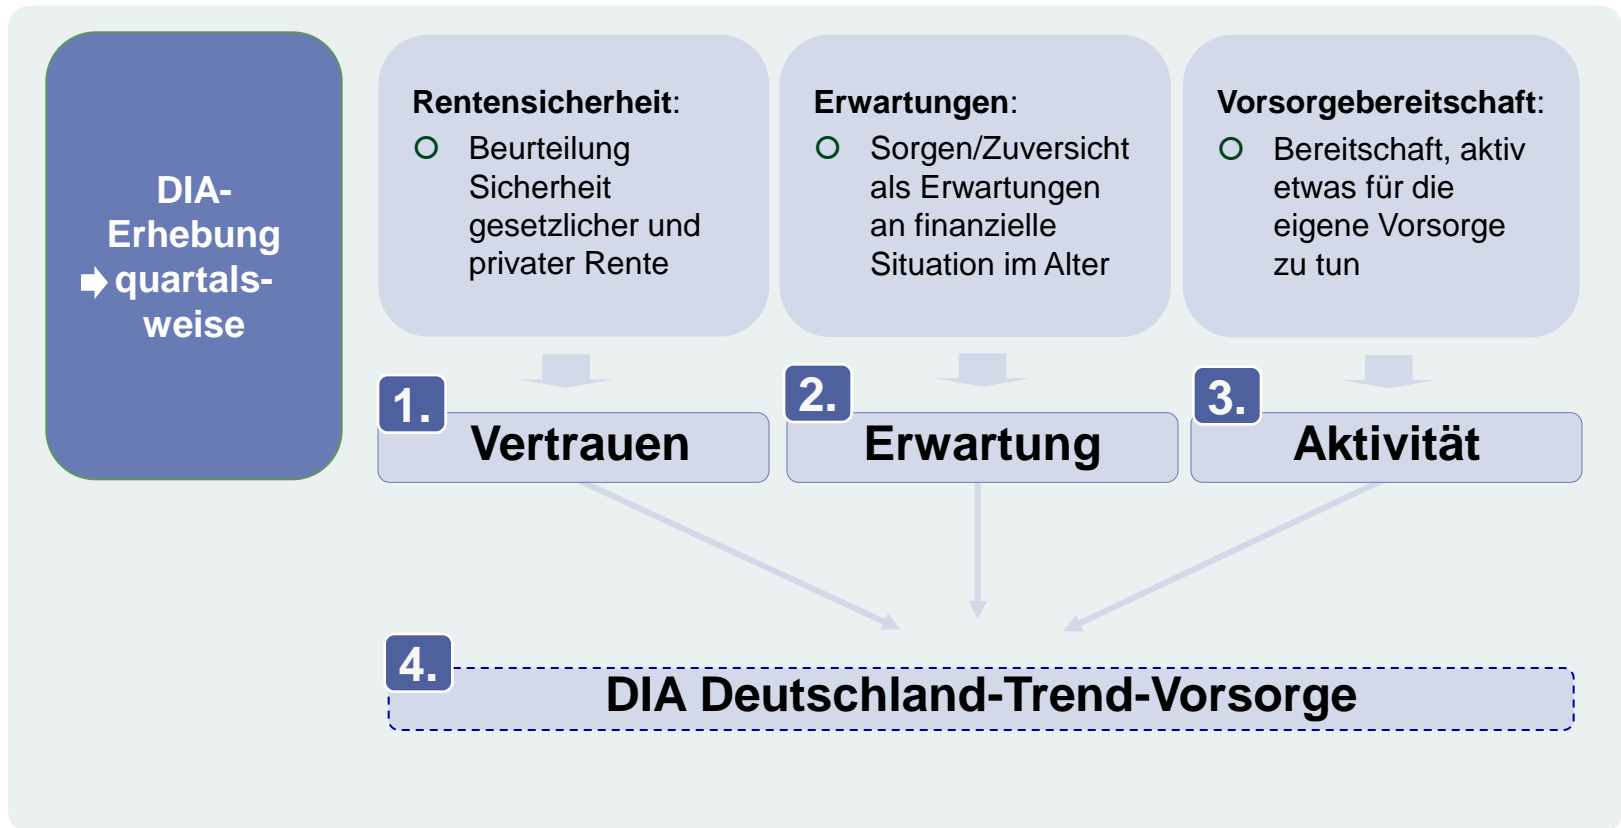 DIA-
Erhebung
quartals-
weise
Rentensicherheit:
Beurteilung
Sicherheit
gesetzlicher und
privater Rente
Erwartungen:
Sorgen/Zuversicht
als Erwartungen
an finanzielle
Situation im Alter
Vorsorgebereitschaft:
Bereitschaft, aktiv
etwas für die
eigene Vorsorge
zu tun
1.
Vertrauen
2.
Erwartung
3.
Aktivität
4.
DIA Deutschland-Trend-Vorsorge